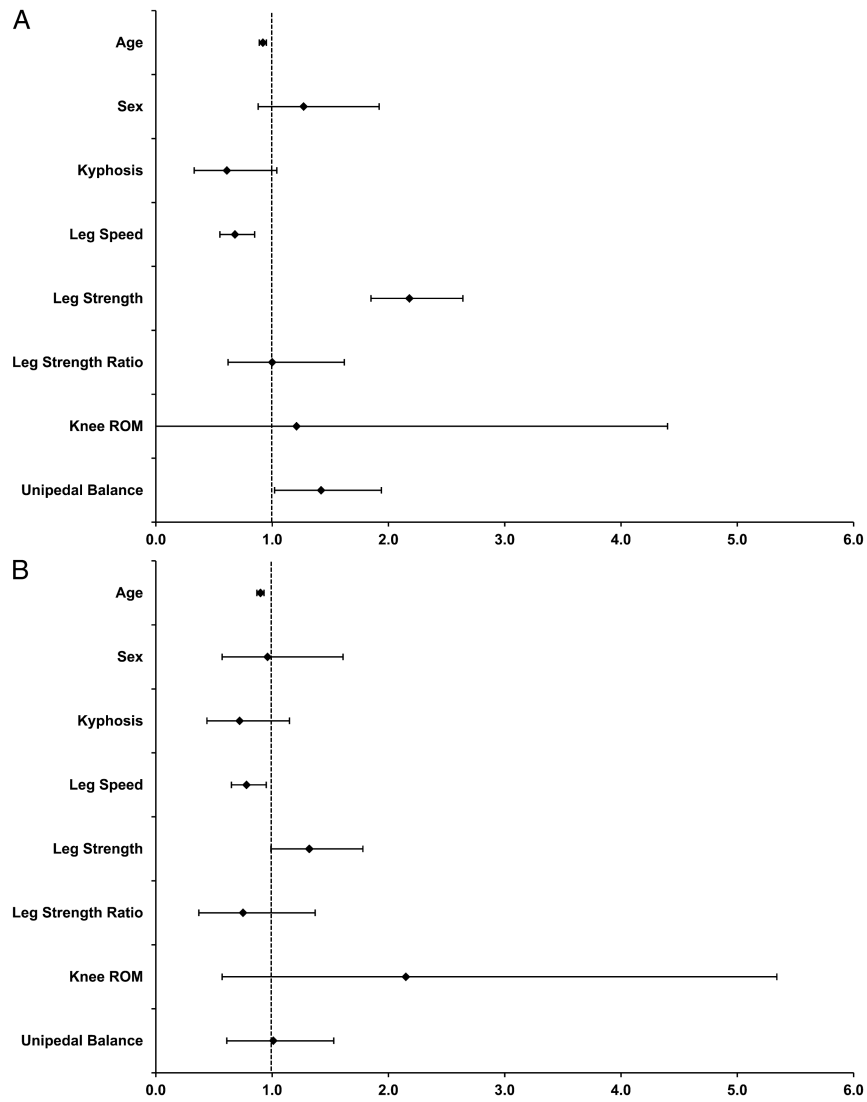 A
Age
Sex
Kyphosis
Leg Speed
Leg Strength
Leg Strength Ratio
Knee ROM
Unipedal Balance
0.0 1.0 2.0 3.0 4.0 5.0 6.0
B
Age
Sex
Kyphosis
Leg Speed
Leg Strength
Leg Strength Ratio
Knee ROM
Unipedal Balance
0.0 1.0 2.0 3.0 4.0 5.0 6.0